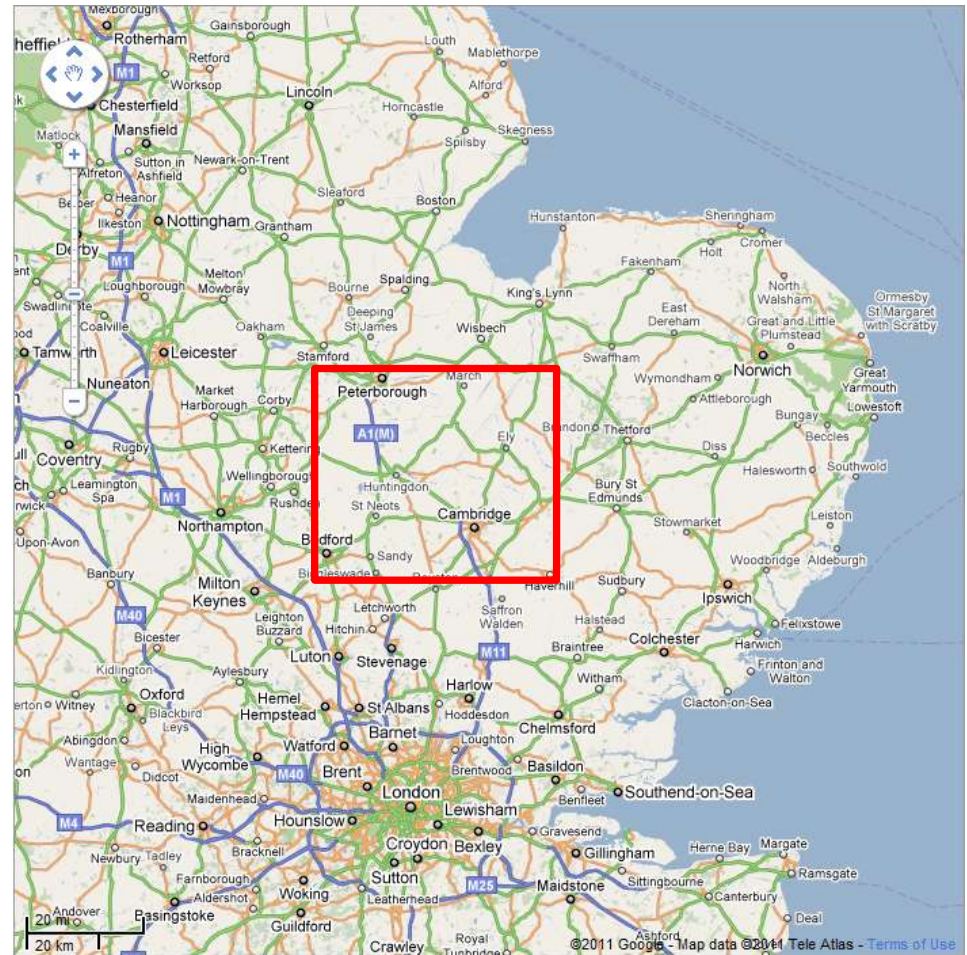 Mexborough
Gainsborough
Rotherham
Louth
Mablethorpe
Retford
M1
Worksop
Alford
Lincoln
Chesterfield
Horncastle
Mansfield
Matlock
Skegness
Spilsby
Sutton in
Ashfield
Newark-on-Trent
Alfreton
Sleaford
Heanor
Boston
Ilkeston
Nottingham
Grantham
Hunstanton
Sheringham
Derby
Cromer
Holt
M1
Fakenham
Melton
Mowbray
Loughborough
Bourne
Spalding
King's Lynn
North
Walsham
Ormesby
St Margaret
with Scratby
Coalville
Deeping
St James
East
Dereham
Great and Little
Plumstead
Oakham
Wisbech
Tamworth
Leicester
Stamford
Swaffham
Norwich
Nuneaton
Peterborough
March
Wymondham
Great
Yarmouth
Market
Harborough
Corby
Attleborough
Lowestoft
Bungay
A1(M)
Ely
Brandon
Thetford
Beccles
Rugby
Kettering
Diss
Coventry
Halesworth
Southwold
Leamington
Spa
Wellingborough
Huntingdon
Bury St
Edmunds
M1
Rushden
St Neots
Cambridge
Leiston
Northampton
Stowmarket
Upon-Avon
Bedford
Sandy
Woodbridge
Aldeburgh
Banbury
Biggleswade
Royston
Haverhill
Sudbury
Milton
Keynes
Ipswich
M40
Leighton
Buzzard
Letchworth
Saffron
Walden
Halstead
Felixstowe
Bicester
Hitchin
Colchester
Harwich
Luton
Stevenage
M11
Braintree
Kidlington
Aylesbury
Frinton and
Walton
Oxford
Hemel
Hempstead
Harlow
Witham
Clacton-on-Sea
Witney
Blackbird
Leys
St Albans
Hoddesdon
Chelmsford
Abingdon
High
Wycombe
Watford
Barnet
Loughton
Wantage
Didcot
M40
Brent
Brentwood
Basildon
Maidenhead
London
Benfleet
Southend-on-Sea
M4
Reading
Hounslow
Lewisham
Gravesend
Newbury
Tadley
Bracknell
Croydon
Bexley
Gillingham
Herne Bay
Margate
Farnborough
Sutton
Sittingbourne
Ramsgate
Aldershot
Woking
Leatherhead
M25
Maidstone
Canterbury
Andover
Basingstoke
Guildford
Deal
20 mi
20 km
Crawley
Royal
Tunbridge
Ashford
©2011 Google - Map data ©2011 Tele Atlas - Terms of Use